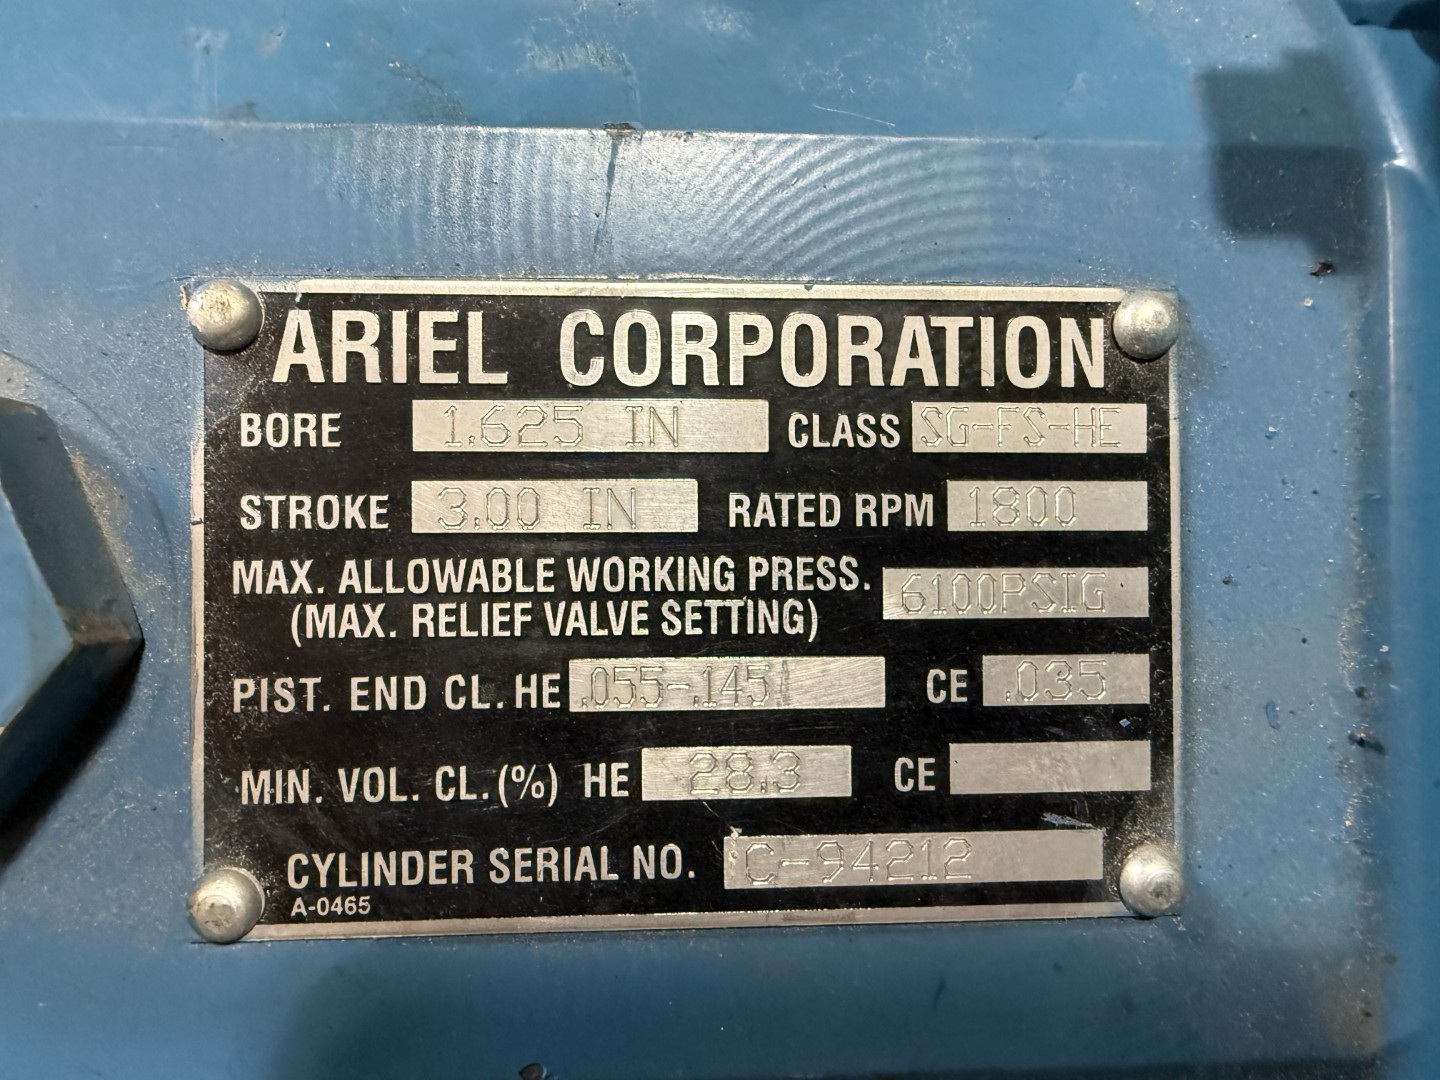 ARIEL CORPORATION
BORE 1.625 IN CLASS SG-FS-HE
STROKE 3.00 IN RATED RPM 1800
MAX. ALLOWABLE WORKING PRESS. 6100PSIG
(MAX. RELIEF VALVE SETTING)
PIST. END CL. HE .055-.145 CE .035
MIN. VOL. CL. (%) HE 28.3 CE
CYLINDER SERIAL NO. C-94212
A-0465